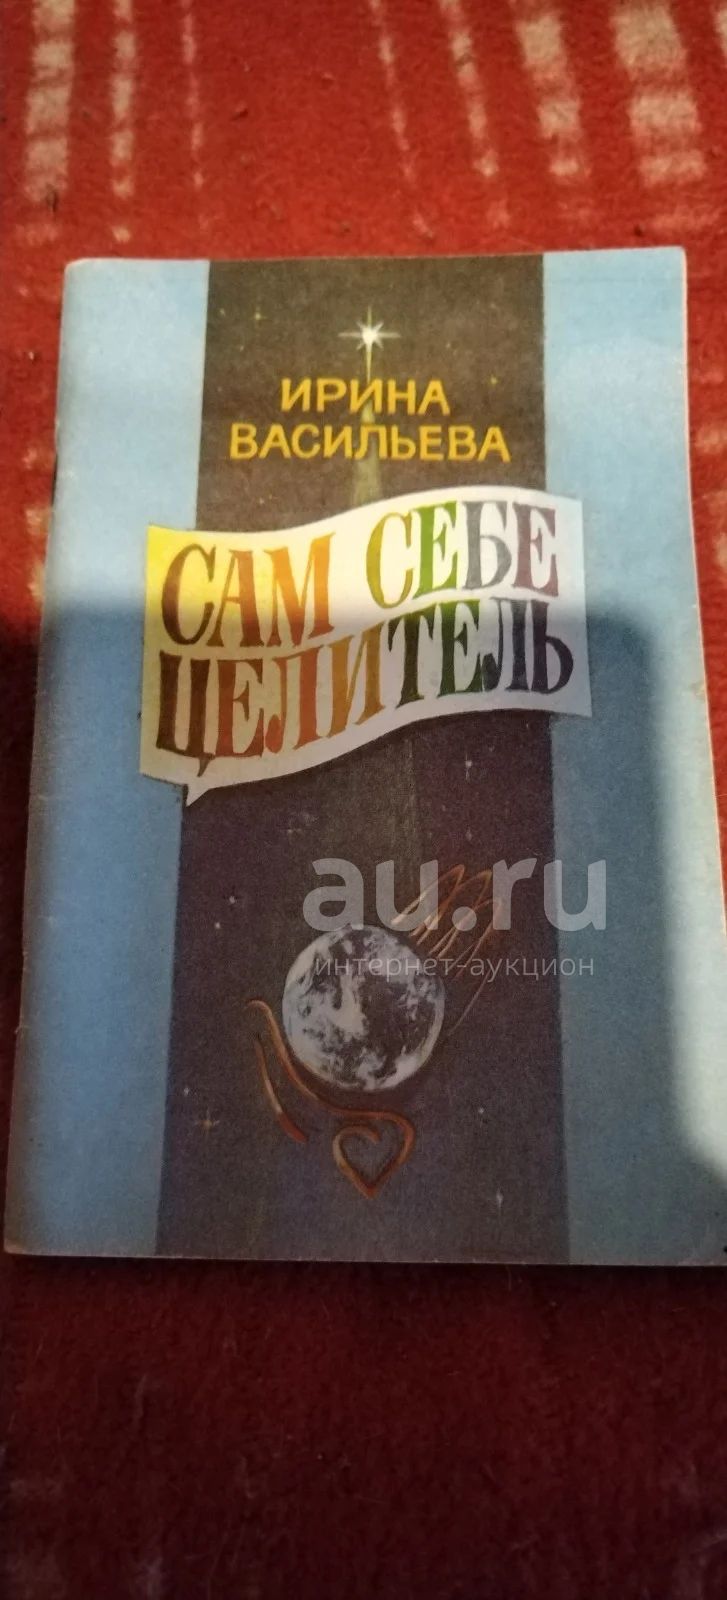 ИРИНА
ВАСИЛЬЕВА
САМ СЕБЕ
ЦЕЛИТЕЛЬ
au.ru
интернет-аукцион